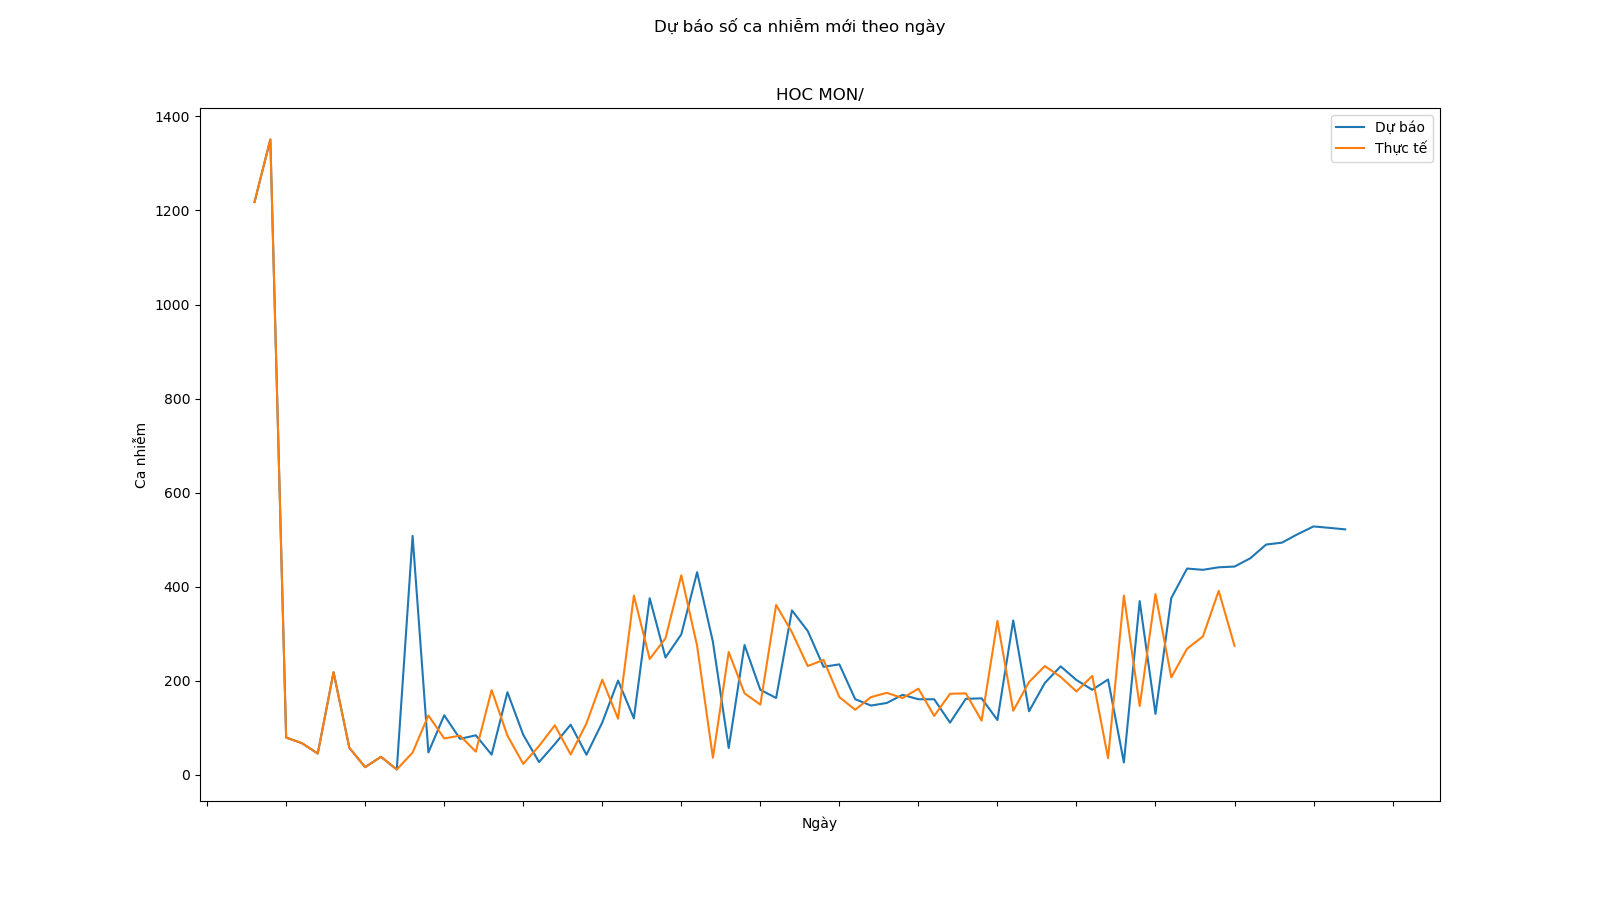 Dự báo số ca nhiễm mới theo ngày
HOC MON/
1400
1200
1000
800
600
400
200
0
Ca nhiễm
Dự báo
Thực tế
Ngày